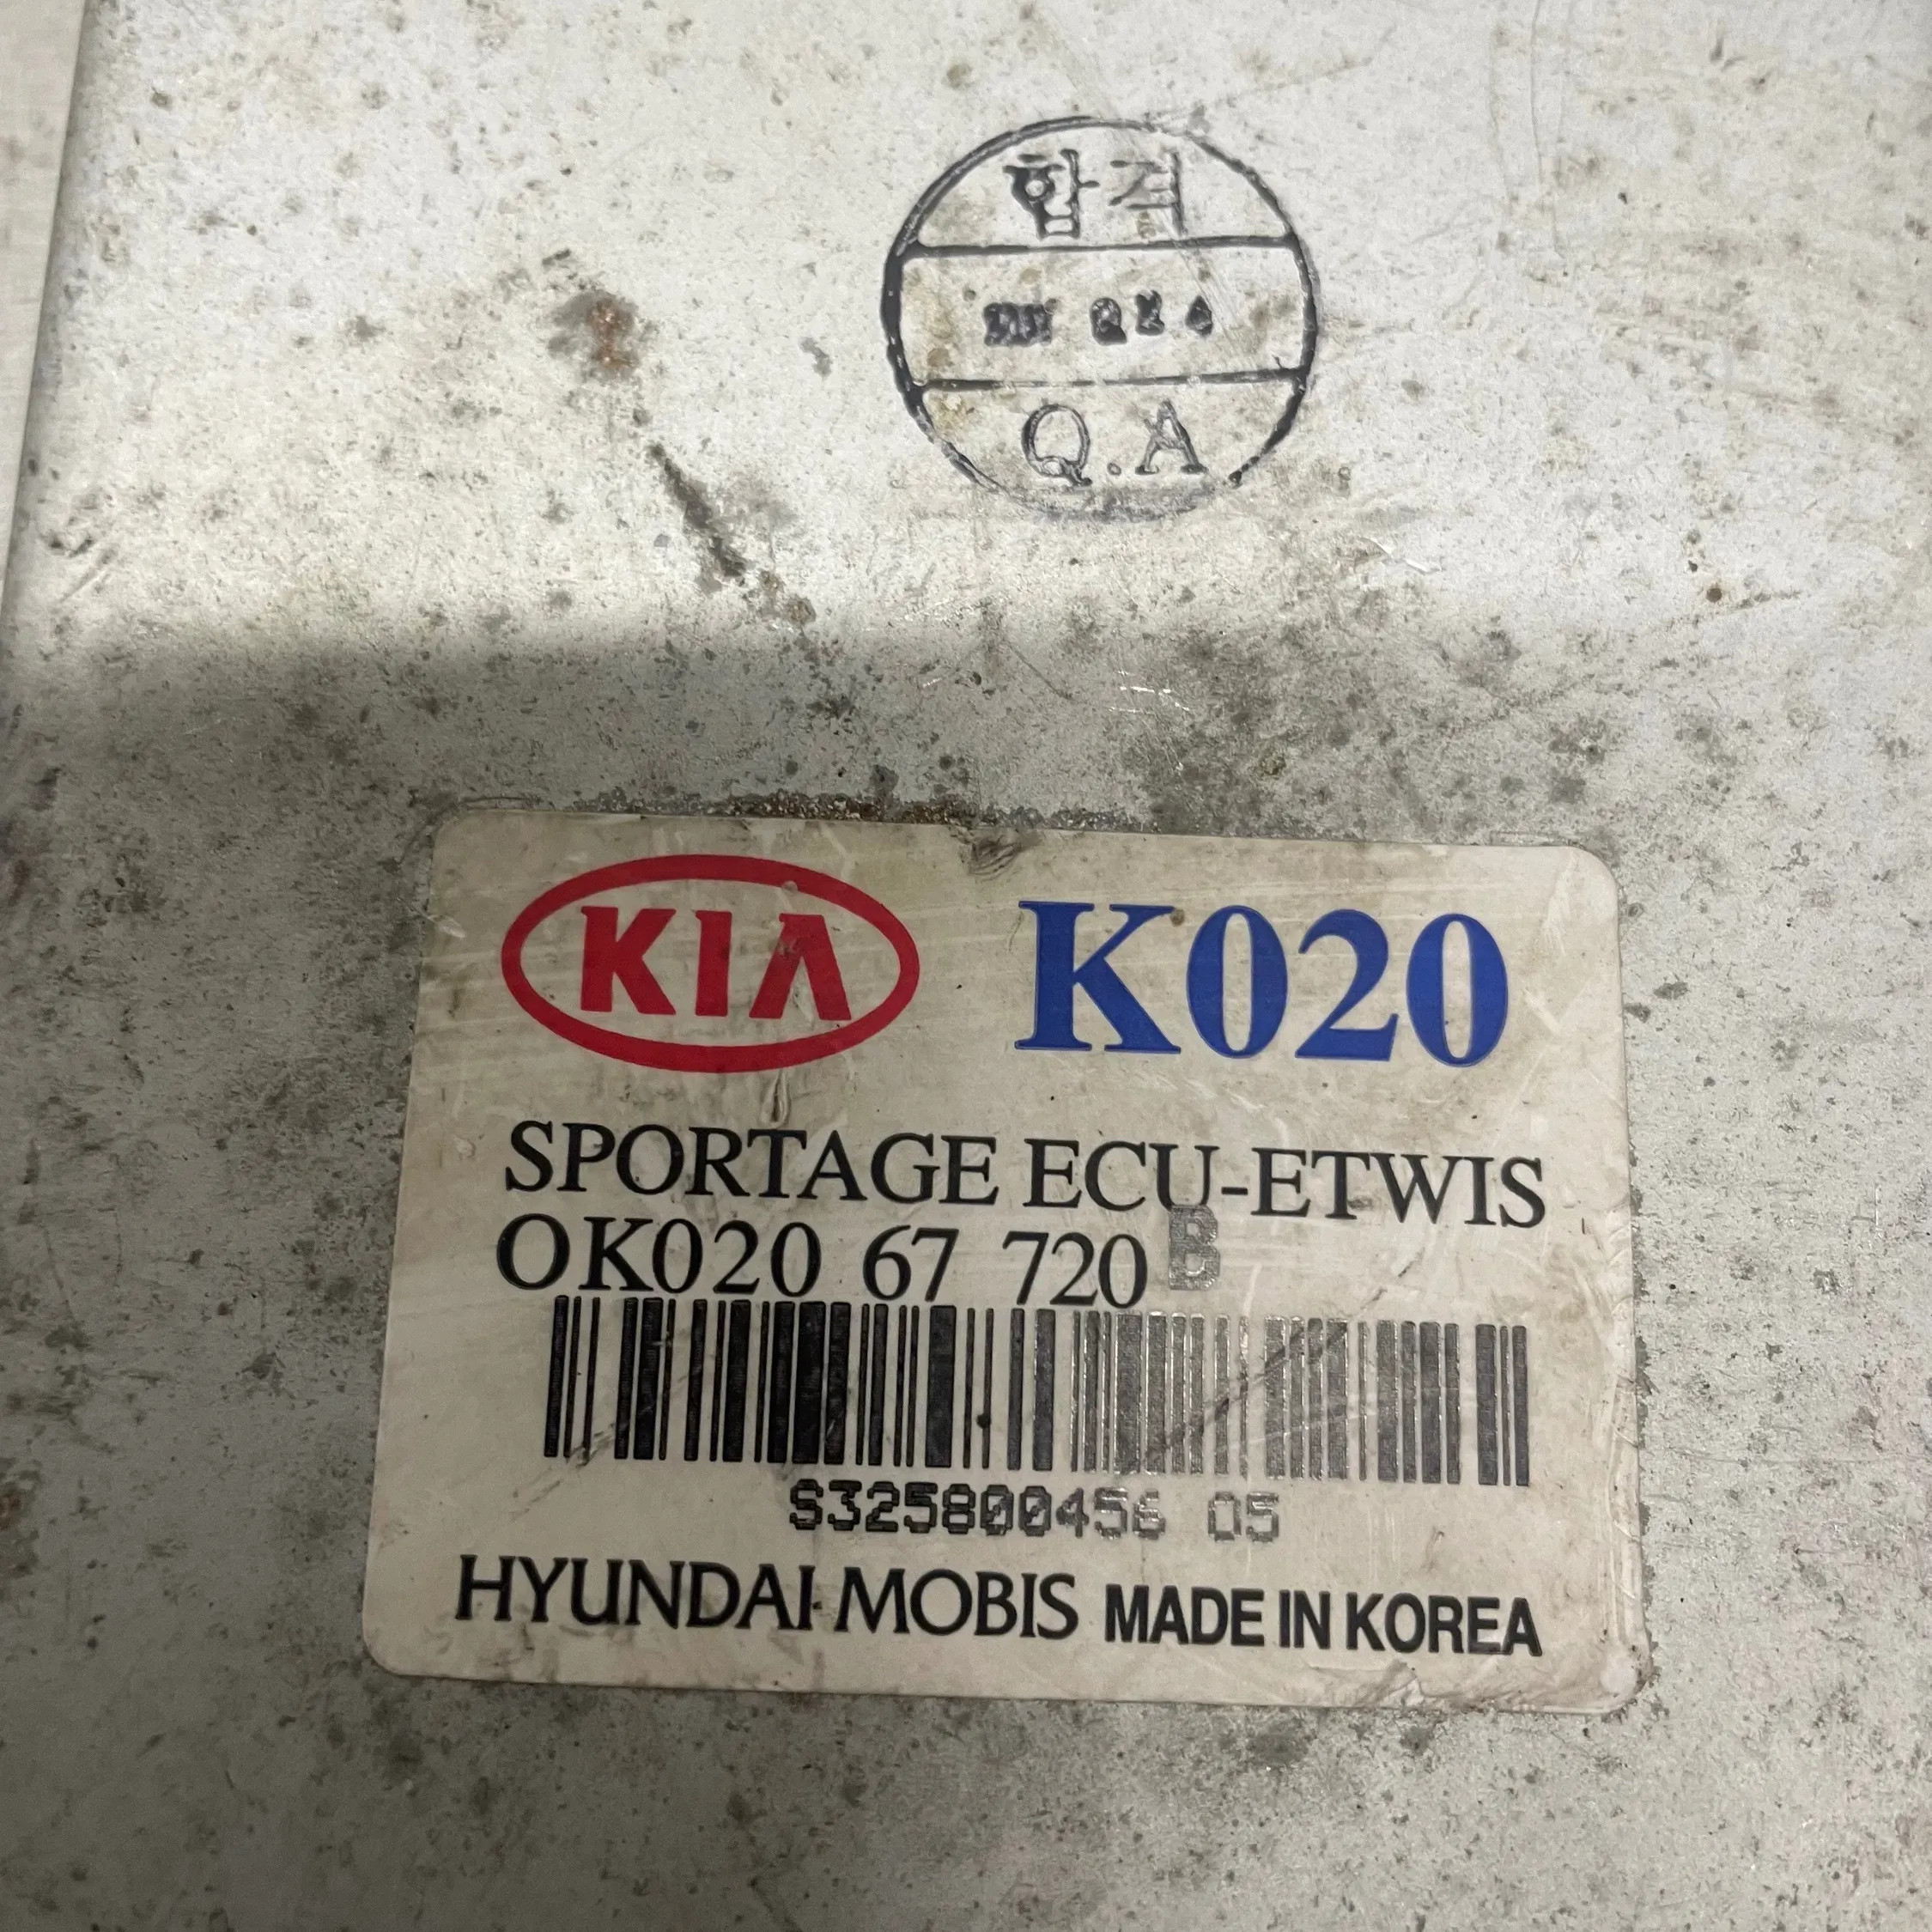 합격
Q.A
KIA K020
SPORTAGE ECU-ETWIS
OK020 67 720 B
S325800456 05
HYUNDAI MOBIS MADE IN KOREA